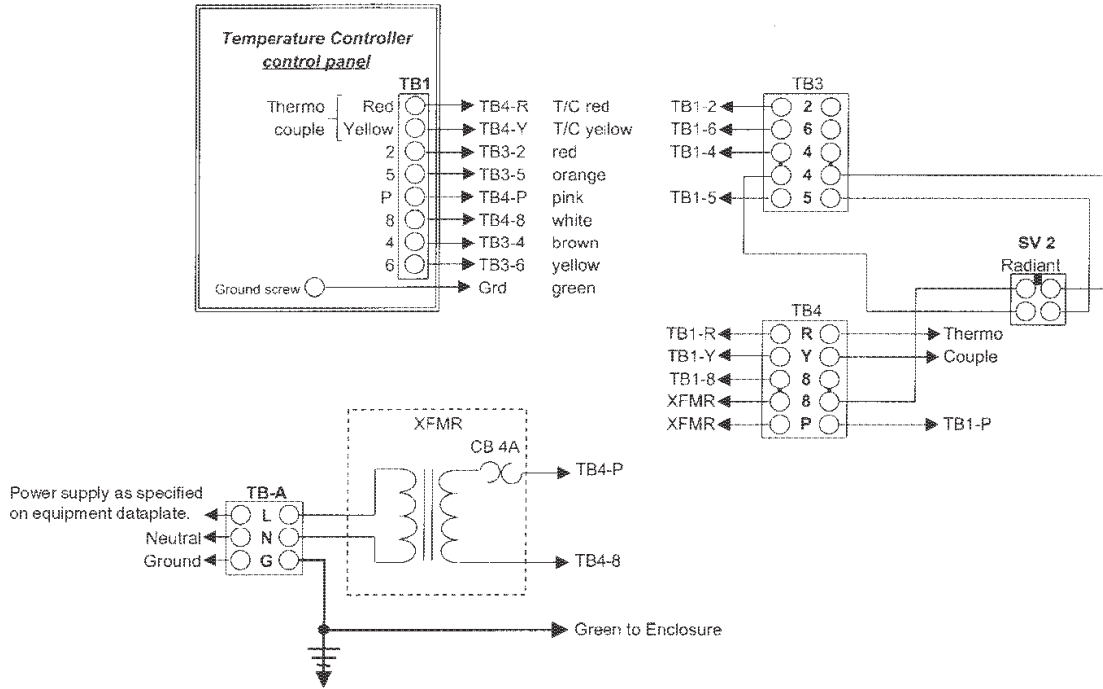 Temperature Controller
control panel
TB1
Thermo
couple
Red
Yellow
2
5
P
8
4
6
Ground screw
TB4-R T/C red
TB4-Y T/C yellow
TB3-2 red
TB3-5 orange
TB4-P pink
TB4-8 white
TB3-4 brown
TB3-6 yellow
Grd green
TB3
TB1-2 2
TB1-6 6
TB1-4 4
4
TB1-5 5
SV 2
Radiant
TB4
TB1-R R Thermo
TB1-Y Y Couple
TB1-8 8
XFMR 8
XFMR P TB1-P
XFMR
CB 4A
TB4-P
TB4-8
Power supply as specified
on equipment dataplate.
TB-A
L
Neutral N
Ground G
Green to Enclosure